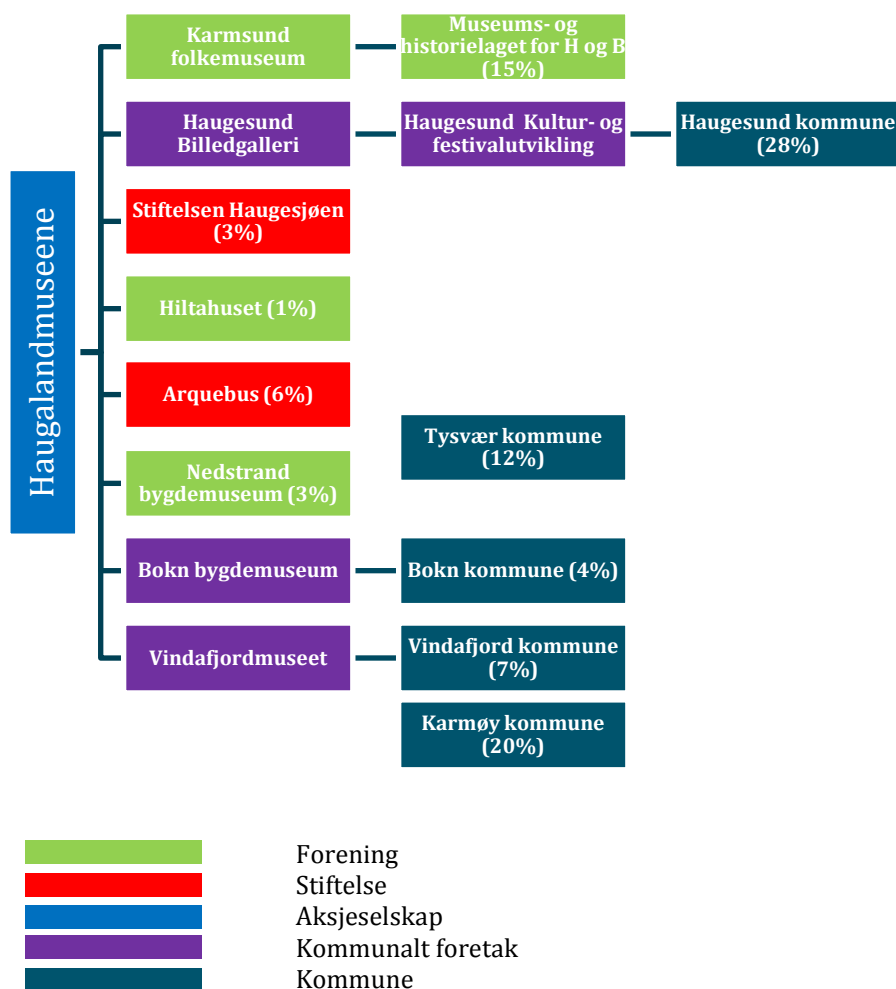 Haugalandmuseene
Karmsund
folkemuseum
Museums- og
historielaget for H og B
(15%)
Haugesund
Billedgalleri
Haugesund Kultur- og
festivalutvikling
Haugesund kommune
(28%)
Stiftelsen Haugesjøen
(3%)
Hiltahuset (1%)
Arquebus (6%)
Tysvær kommune
(12%)
Nedstrand
bygdemuseum (3%)
Bokn bygdemuseum
Bokn kommune (4%)
Vindafjordmuseet
Vindafjord kommune
(7%)
Karmøy kommune
(20%)
Forening
Stiftelse
Aksjeselskap
Kommunalt foretak
Kommune